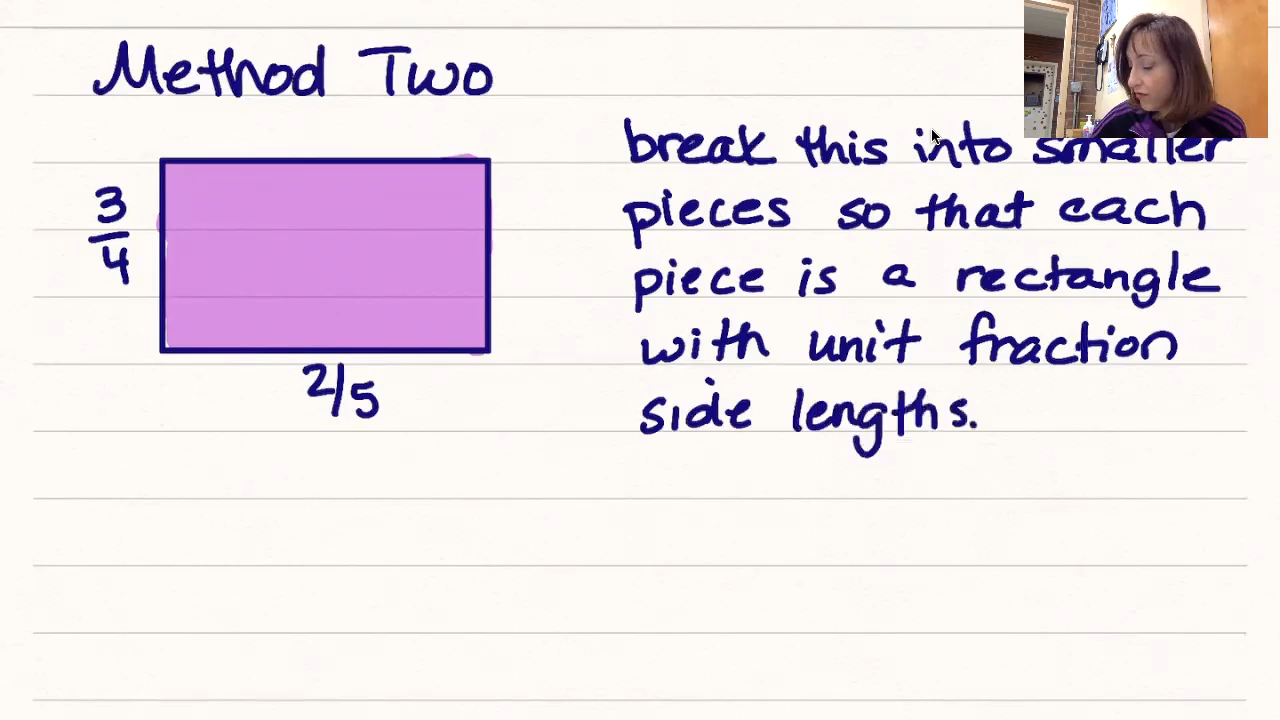 Method Two
3
4
2/5
break this into smaller
pieces so that each
piece is a rectangle
with unit fraction
side lengths.